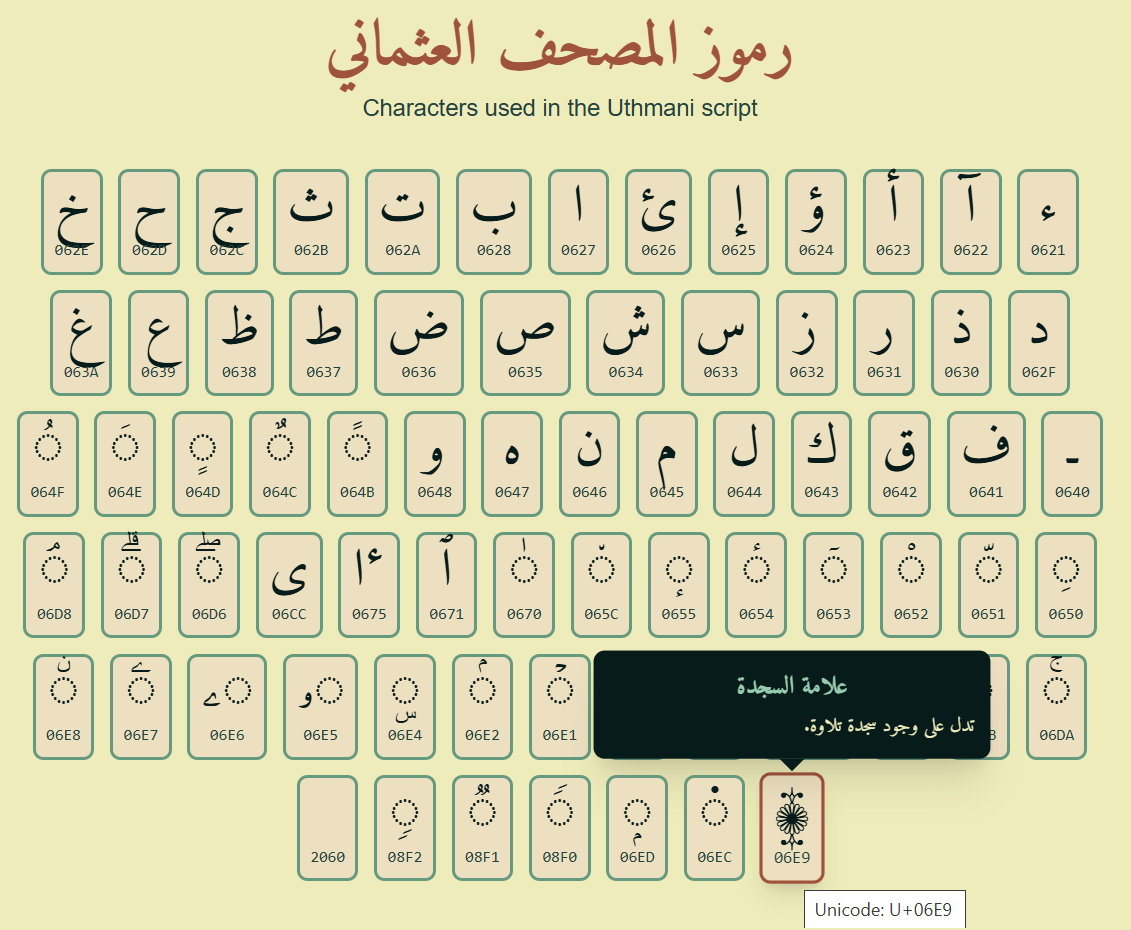 رموز المصحف العثماني
Characters used in the Uthmani script
ء آ أ ؤ إ ئ ا ب ت ث ج ح خ
0621 0622 0623 0624 0625 0626 0627 0628 062A 062B 062C 062D 062E
د ذ ر ز س ش ص ض ط ظ ع غ
062F 0630 0631 0632 0633 0634 0635 0636 0637 0638 0639 063A
ـ ف ق ك ل م ن ه و ◌ً ◌ٌ ◌ٍ ◌َ ◌ُ
0640 0641 0642 0643 0644 0645 0646 0647 0648 064B 064C 064D 064E 064F
◌ِ ◌ّ ◌ْ ◌ٓ ◌ٔ ◌ٕ ◌ٜ ◌ٰ ٱ ٵ ی ◌ۖ ◌ۗ ◌ۘ
0650 0651 0652 0653 0654 0655 065C 0670 0671 0675 06CC 06D6 06D7 06D8
◌ۚ ◌ۡ ◌ۢ ◌ۣ ◌ۥ ◌ۦ ◌ۧ ◌ۨ
06DA 06E1 06E2 06E4 06E5 06E6 06E7 06E8
علامة السجدة
تدل على وجود سجدة تلاوة.
۩ ◌۬ ◌ۭ ◌ࣰ ◌ࣱ ◌ࣲ
06E9 06EC 06ED 08F0 08F1 08F2 2060
Unicode: U+06E9